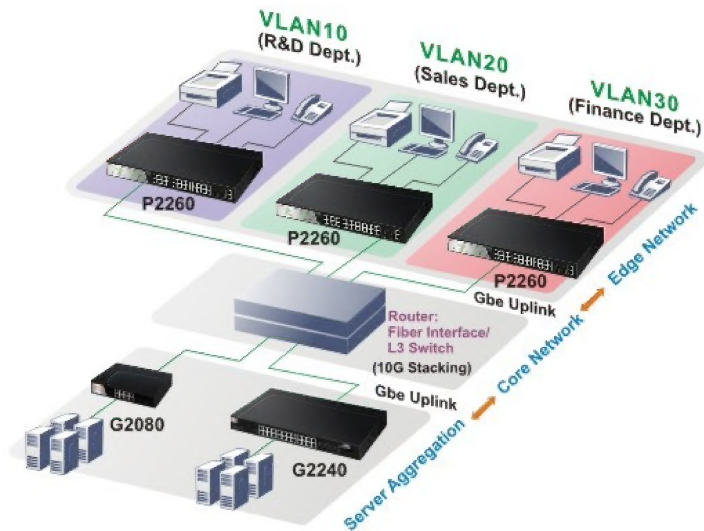 VLAN10
(R&D Dept.)
VLAN20
(Sales Dept.)
VLAN30
(Finance Dept.)
P2260
P2260
P2260
Gbe Uplink
Edge Network
Router:
Fiber Interface/
L3 Switch
(10G Stacking)
Core Network
Gbe Uplink
G2080
G2240
Server Aggregation